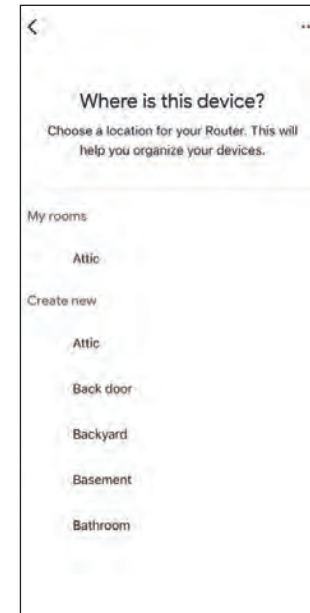 Where is this device?
Choose a location for your Router. This will
help you organize your devices.
My rooms
Attic
Create new
Attic
Back door
Backyard
Basement
Bathroom